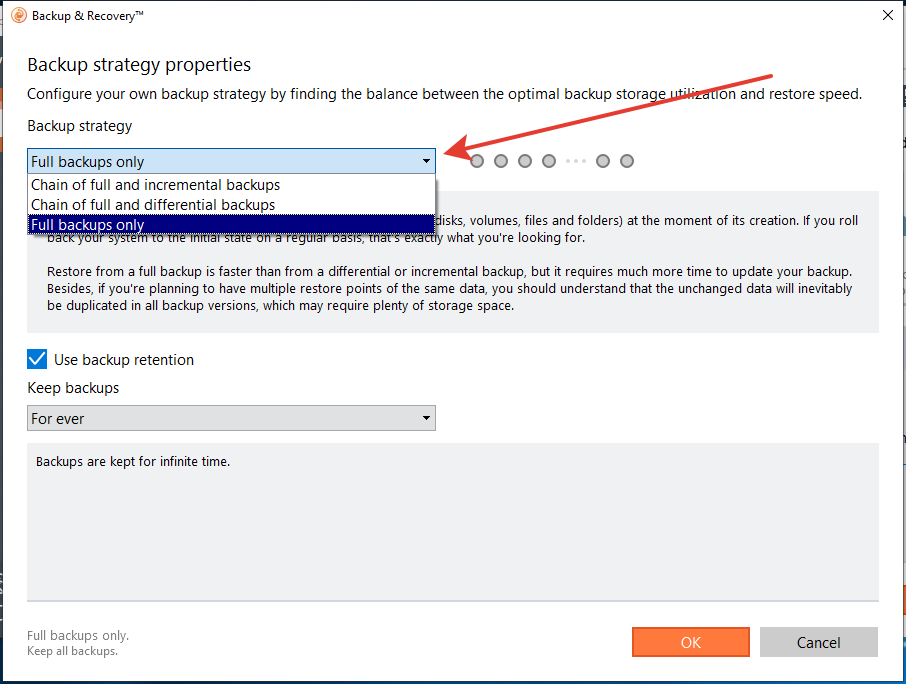 Backup & Recovery™
Backup strategy properties
Configure your own backup strategy by finding the balance between the optimal backup storage utilization and restore speed.
Backup strategy
Full backups only
Chain of full and incremental backups
Chain of full and differential backups
Full backups only
disks, volumes, files and folders) at the moment of its creation. If you roll
back your system to the initial state on a regular basis, that's exactly what you're looking for.
Restore from a full backup is faster than from a differential or incremental backup, but it requires much more time to update your backup.
Besides, if you're planning to have multiple restore points of the same data, you should understand that the unchanged data will inevitably
be duplicated in all backup versions, which may require plenty of storage space.
Use backup retention
Keep backups
For ever
Backups are kept for infinite time.
Full backups only.
Keep all backups.
OK
Cancel